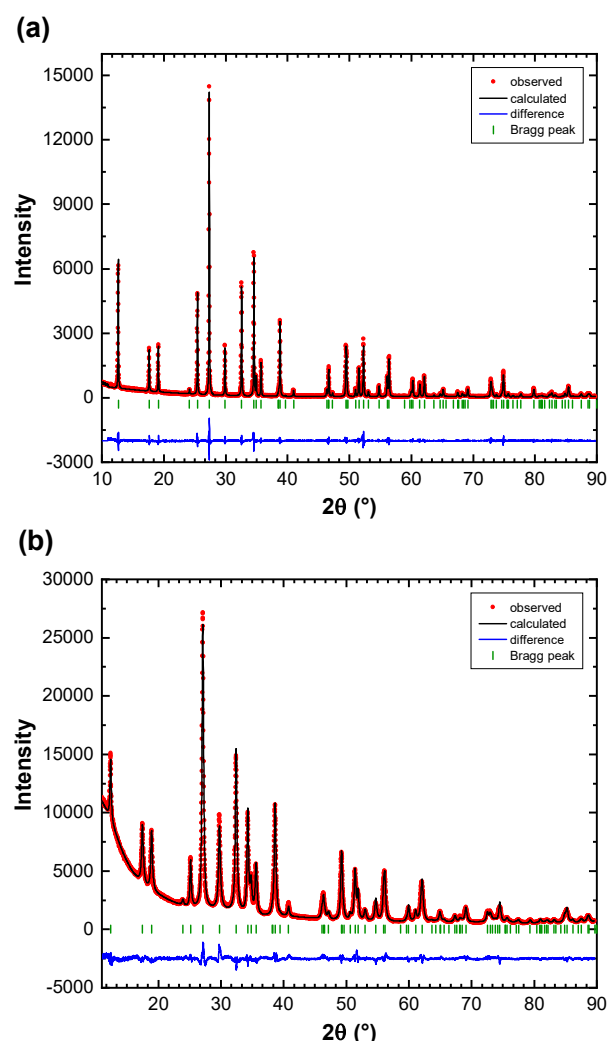 (a)
15000
12000
9000
6000
3000
0
-3000
Intensity
observed
calculated
difference
Bragg peak
10 20 30 40 50 60 70 80 90
2θ (°)
(b)
30000
25000
20000
15000
10000
5000
0
-5000
Intensity
observed
calculated
difference
Bragg peak
20 30 40 50 60 70 80 90
2θ (°)